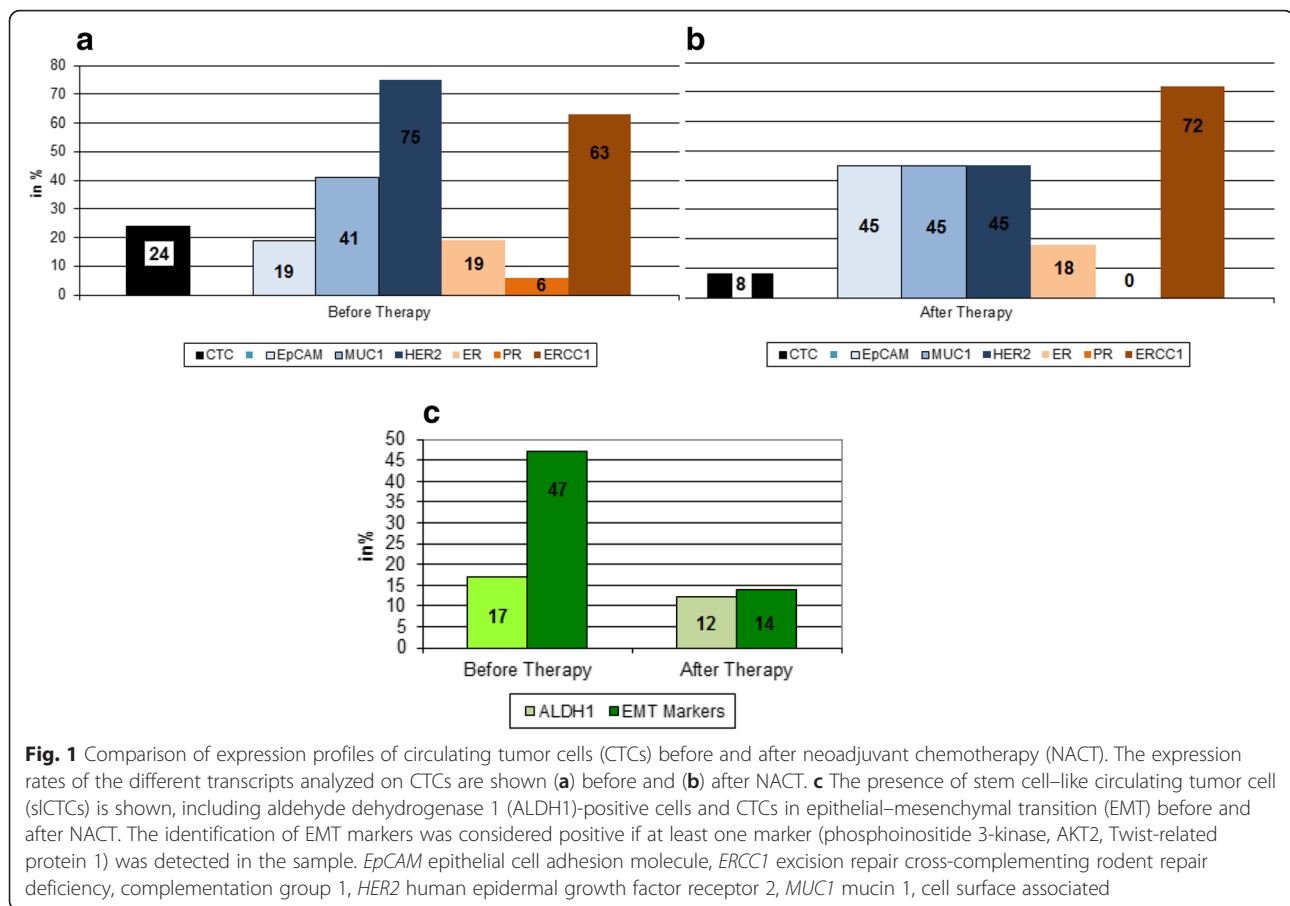 a
80
70
60
50
40
30
20
10
0
in %
24
19
41
75
19
6
63
Before Therapy
CTC EpCAM MUC1 HER2 ER PR ERCC1
b
8
45
45
45
18
0
72
After Therapy
CTC EpCAM MUC1 HER2 ER PR ERCC1
c
50
45
40
35
30
25
20
15
10
5
0
in%
17
47
12
14
Before Therapy After Therapy
ALDH1 EMT Markers
Fig. 1 Comparison of expression profiles of circulating tumor cells (CTCs) before and after neoadjuvant chemotherapy (NACT). The expression
rates of the different transcripts analyzed on CTCs are shown (a) before and (b) after NACT. c The presence of stem cell–like circulating tumor cell
(slCTCs) is shown, including aldehyde dehydrogenase 1 (ALDH1)-positive cells and CTCs in epithelial–mesenchymal transition (EMT) before and
after NACT. The identification of EMT markers was considered positive if at least one marker (phosphoinositide 3-kinase, AKT2, Twist-related
protein 1) was detected in the sample. EpCAM epithelial cell adhesion molecule, ERCC1 excision repair cross-complementing rodent repair
deficiency, complementation group 1, HER2 human epidermal growth factor receptor 2, MUC1 mucin 1, cell surface associated